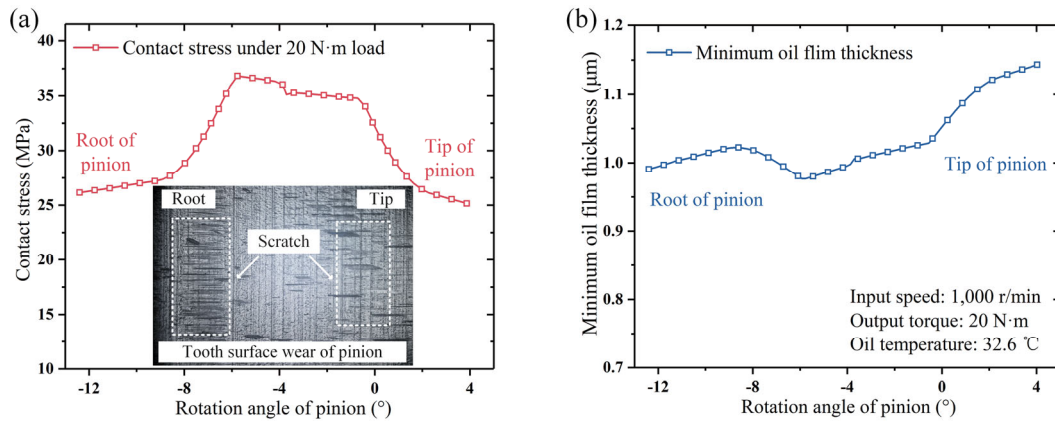 (a)
40
35
30
25
20
15
10
Contact stress (MPa)
Contact stress under 20 N·m load
Root of
pinion
Tip of
pinion
Root
Tip
Scratch
Tooth surface wear of pinion
-12
-8
-4
0
4
Rotation angle of pinion (°)
(b)
1.2
1.1
1.0
0.9
0.8
0.7
Minimum oil film thickness (μm)
Minimum oil flim thickness
Root of pinion
Tip of pinion
Input speed: 1,000 r/min
Output torque: 20 N·m
Oil temperature: 32.6 ℃
-12
-8
-4
0
4
Rotation angle of pinion (°)